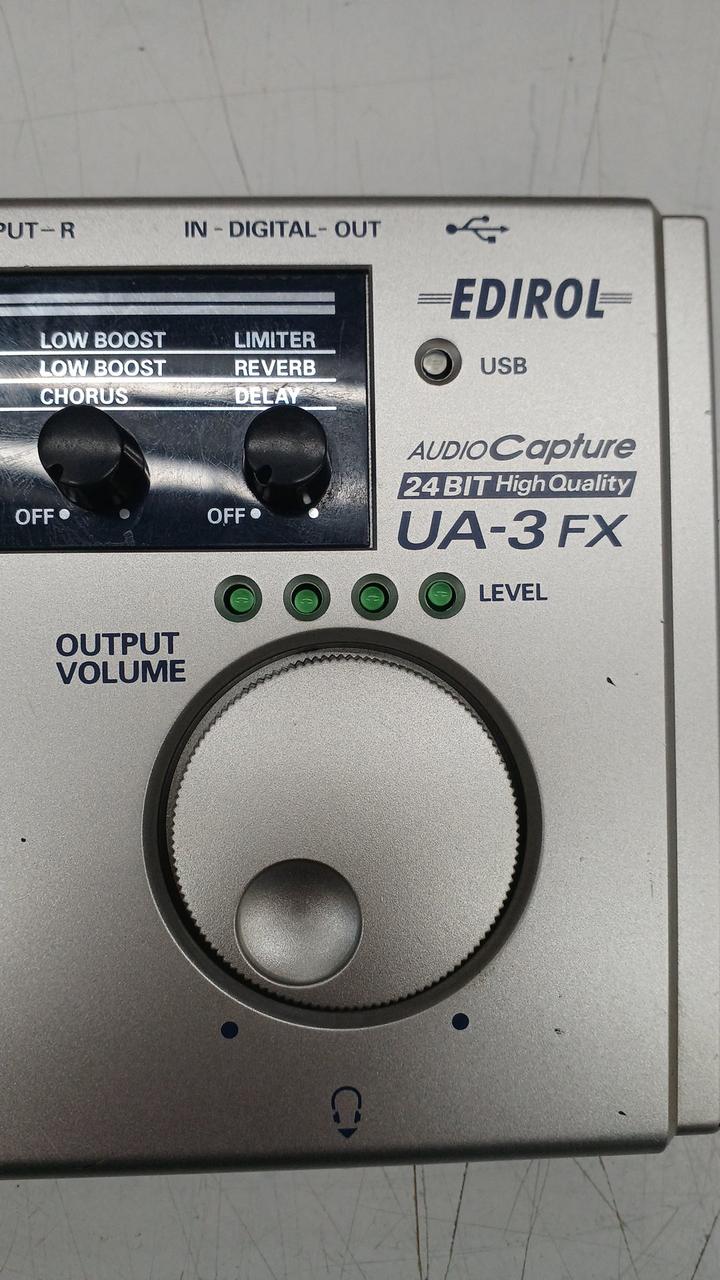 PUT-R
IN - DIGITAL - OUT
EDIROL
LOW BOOST LIMITER
LOW BOOST REVERB
CHORUS DELAY
USB
AUDIO Capture
24 BIT High Quality
UA-3 FX
OFF OFF
LEVEL
OUTPUT
VOLUME